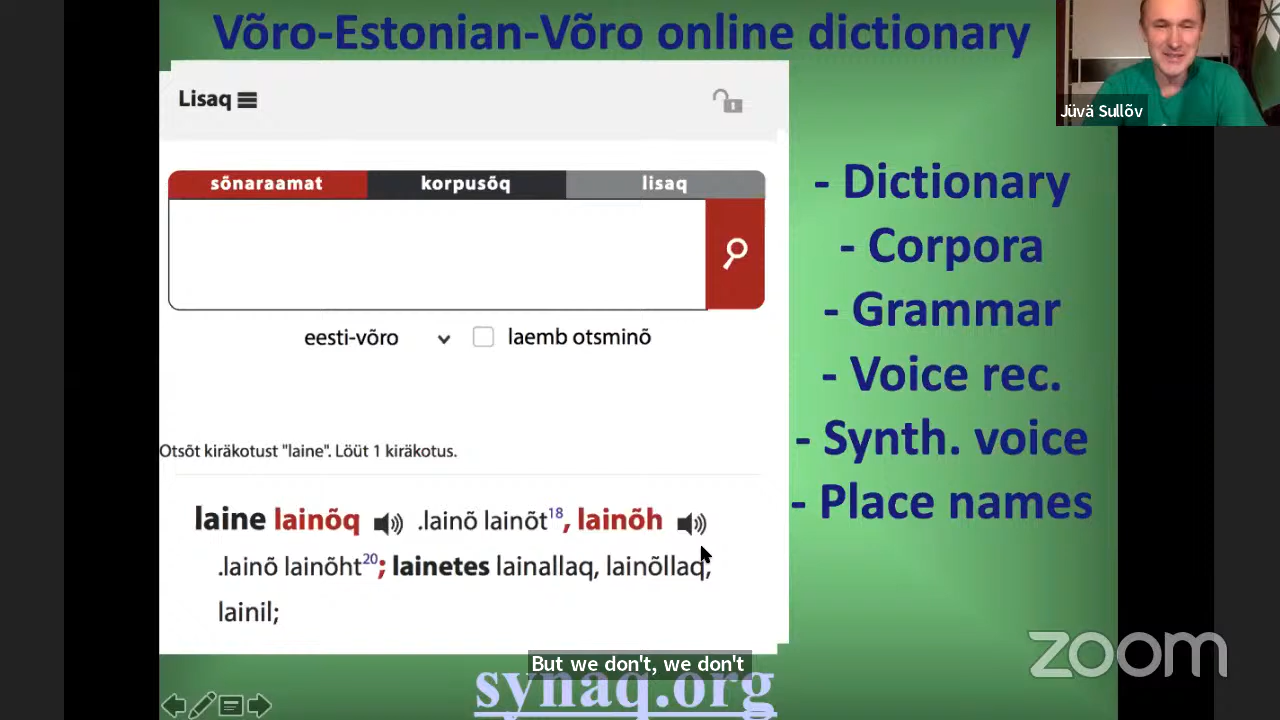 Võro-Estonian-Võro online dictionary
Jüvä Sullõv
Lisaq
sõnaraamat korpusõq lisaq
eesti-võro laemb otsminõ
Otsõt kiräkotust "laine". Löüt 1 kiräkotus.
laine lainõq .lainõ lainõt18, lainõh
.lainõ lainõht20; lainetes lainallaq, lainõllaq,
lainil;
- Dictionary
- Corpora
- Grammar
- Voice rec.
- Synth. voice
- Place names
But we don't, we don't
synaq.org
zoom